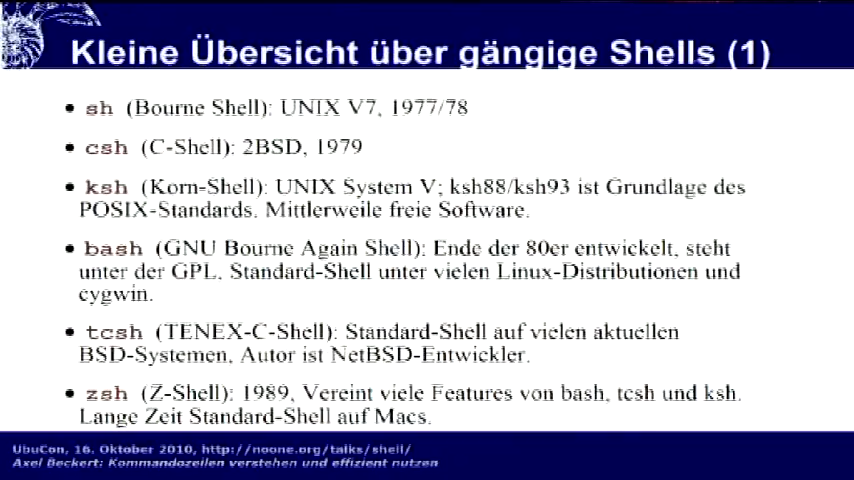 Kleine Übersicht über gängige Shells (1)
• sh (Bourne Shell): UNIX V7, 1977/78
• csh (C-Shell): 2BSD, 1979
• ksh (Korn-Shell): UNIX System V; ksh88/ksh93 ist Grundlage des
POSIX-Standards. Mittlerweile freie Software.
• bash (GNU Bourne Again Shell): Ende der 80er entwickelt, steht
unter der GPL, Standard-Shell unter vielen Linux-Distributionen und
cygwin.
• tcsh (TENEX-C-Shell): Standard-Shell auf vielen aktuellen
BSD-Systemen, Autor ist NetBSD-Entwickler.
• zsh (Z-Shell): 1989, Vereint viele Features von bash, tcsh und ksh.
Lange Zeit Standard-Shell auf Macs.
UbuCon, 16. Oktober 2010, http://noone.org/talks/shell/
Axel Beckert: Kommandozeilen verstehen und effizient nutzen